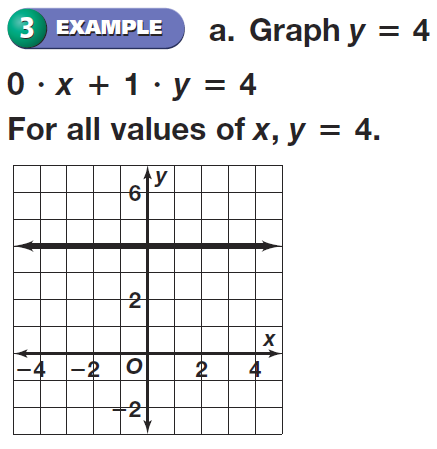 3 EXAMPLE a. Graph y = 4
0 · x + 1 · y = 4
For all values of x, y = 4.
y
6
2
x
−4 −2 O 2 4
−2